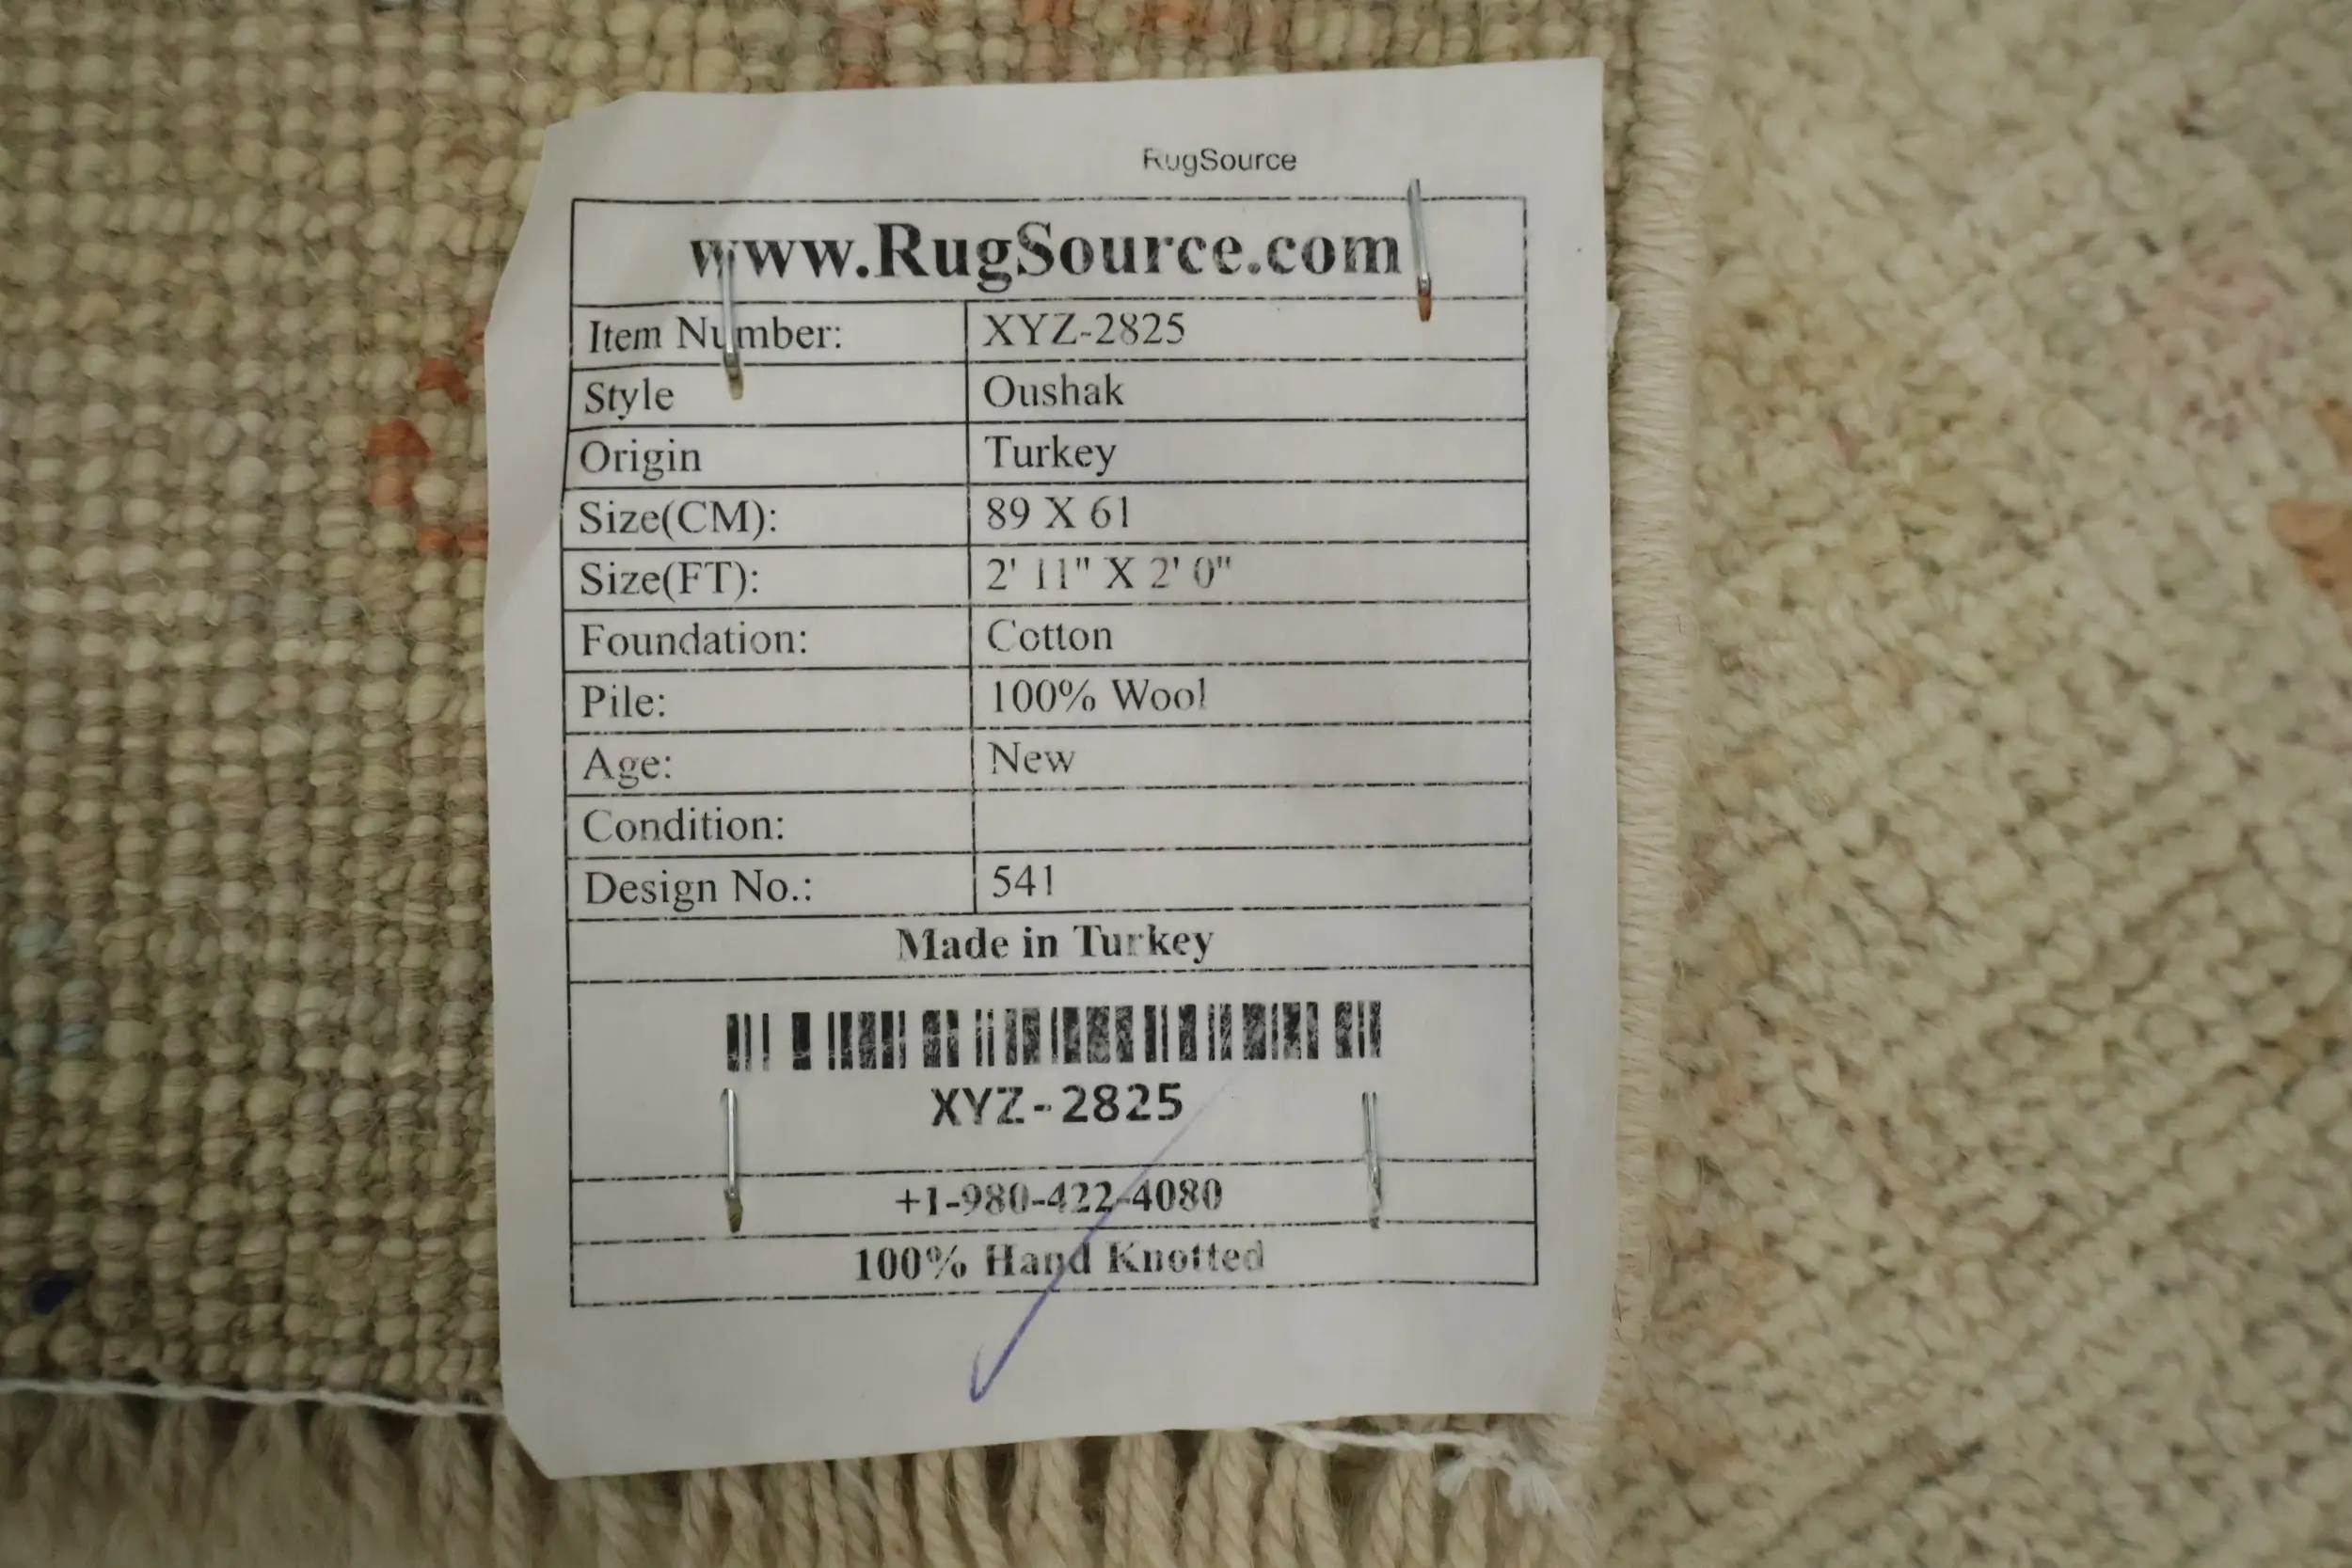 RugSource
www.RugSource.com
Item Number: XYZ-2825
Style Oushak
Origin Turkey
Size(CM): 89 X 61
Size(FT): 2' 11" X 2' 0"
Foundation: Cotton
Pile: 100% Wool
Age: New
Condition:
Design No.: 541
Made in Turkey
XYZ-2825
+1-980-422-4080
100% Hand Knotted